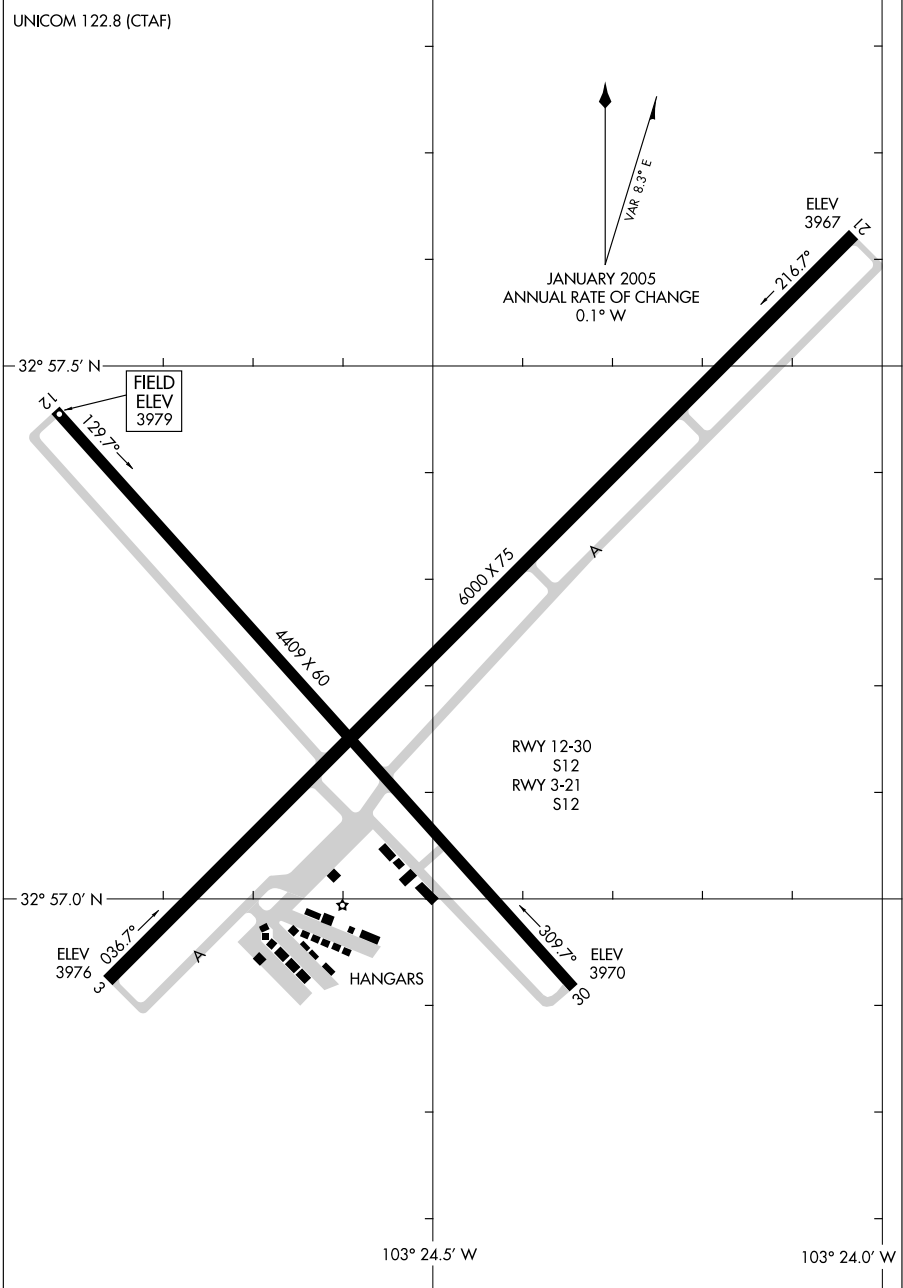 UNICOM 122.8 (CTAF)
VAR 8.3° E
JANUARY 2005
ANNUAL RATE OF CHANGE
0.1° W
ELEV
3967
21
216.7°
32° 57.5' N
FIELD
ELEV
3979
12
129.7°
A
6000 X 75
4409 X 60
RWY 12-30
S12
RWY 3-21
S12
32° 57.0' N
ELEV
3976
036.7°
3
A
HANGARS
309.7°
ELEV
3970
30
103° 24.5' W
103° 24.0' W